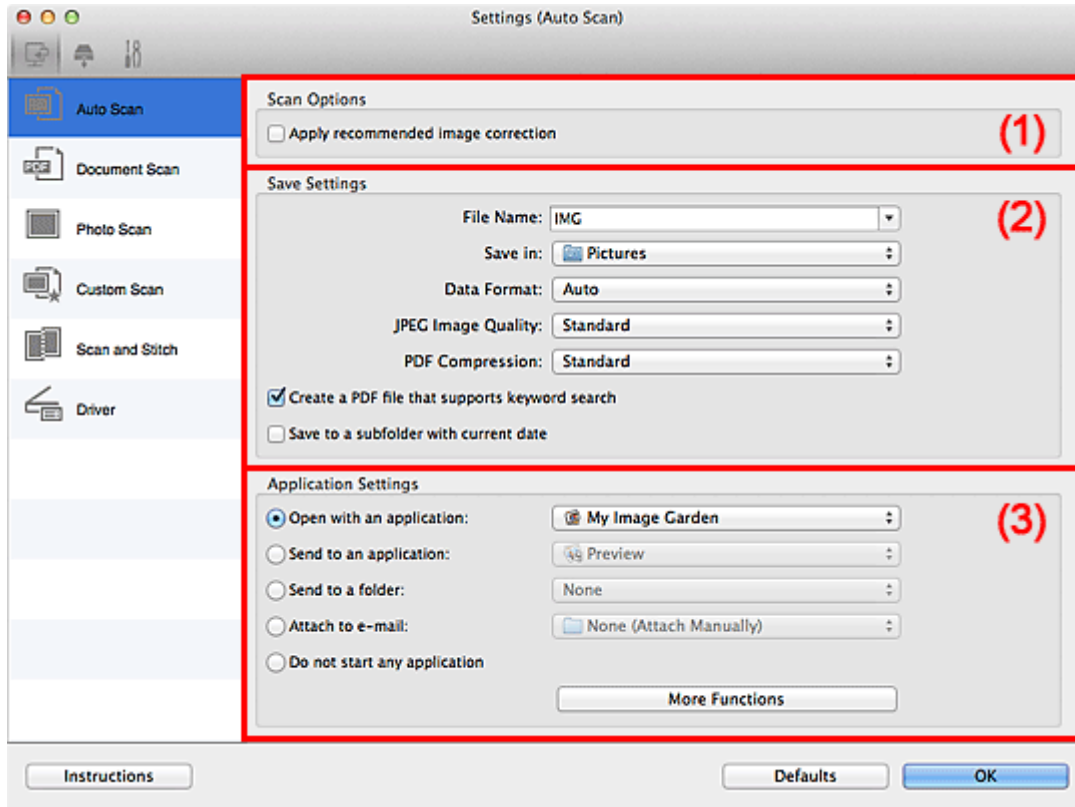 Settings (Auto Scan)
Auto Scan
Document Scan
Photo Scan
Custom Scan
Scan and Stitch
Driver
Scan Options
Apply recommended image correction
(1)
Save Settings
(2)
File Name: IMG
Save in: Pictures
Data Format: Auto
JPEG Image Quality: Standard
PDF Compression: Standard
Create a PDF file that supports keyword search
Save to a subfolder with current date
Application Settings
(3)
Open with an application: My Image Garden
Send to an application: Preview
Send to a folder: None
Attach to e-mail: None (Attach Manually)
Do not start any application
More Functions
Instructions
Defaults
OK